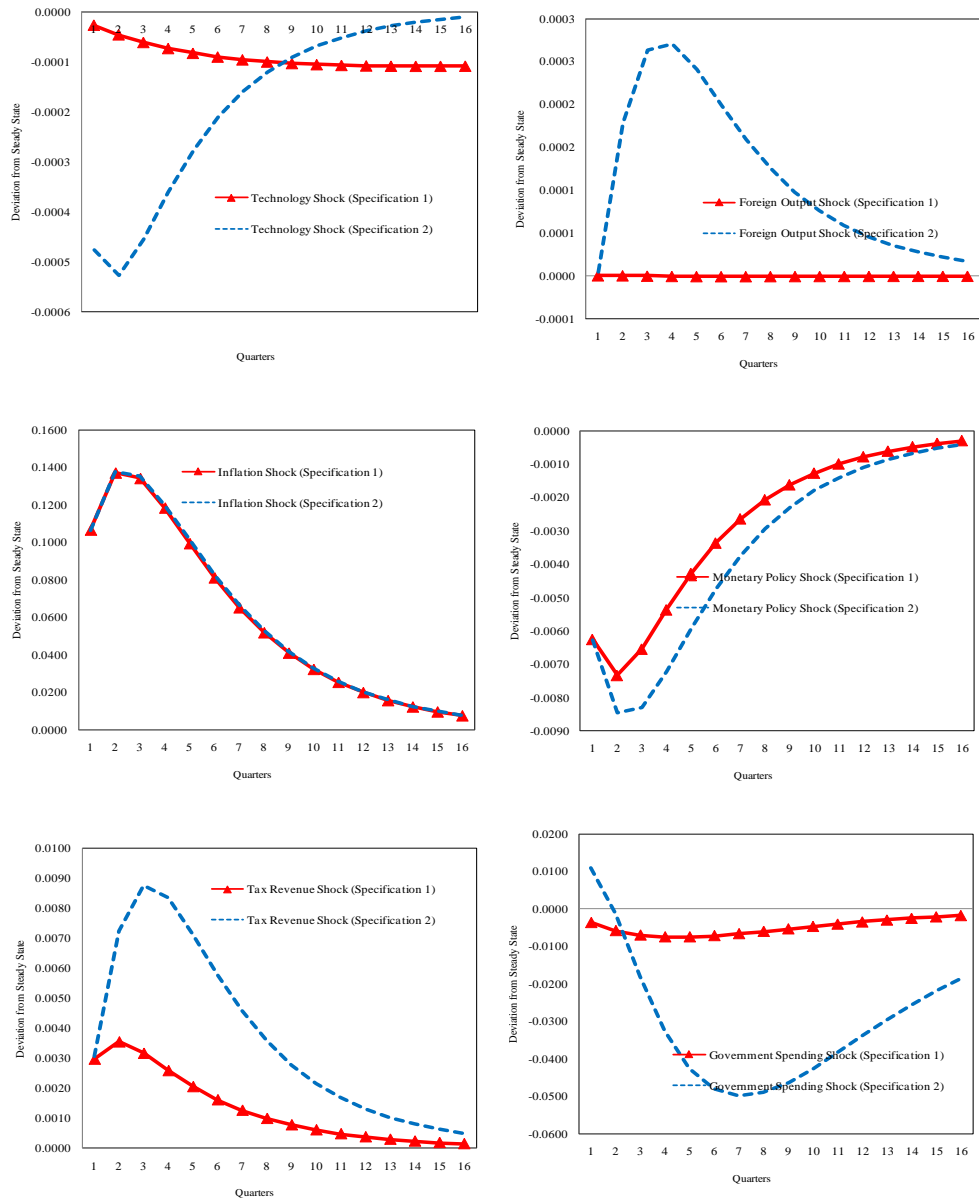 0.0000
-0.0001
-0.0002
-0.0003
-0.0004
-0.0005
-0.0006
1 2 3 4 5 6 7 8 9 10 11 12 13 14 15 16
Deviation from Steady State
Technology Shock (Specification 1)
Technology Shock (Specification 2)
Quarters
0.0003
0.0003
0.0002
0.0002
0.0001
0.0001
0.0000
-0.0001
Deviation from Steady State
Foreign Output Shock (Specification 1)
Foreign Output Shock (Specification 2)
1 2 3 4 5 6 7 8 9 10 11 12 13 14 15 16
Quarters
0.1600
0.1400
0.1200
0.1000
0.0800
0.0600
0.0400
0.0200
0.0000
Deviation from Steady State
Inflation Shock (Specification 1)
Inflation Shock (Specification 2)
1 2 3 4 5 6 7 8 9 10 11 12 13 14 15 16
Quarters
0.0000
-0.0010
-0.0020
-0.0030
-0.0040
-0.0050
-0.0060
-0.0070
-0.0080
-0.0090
Deviation from Steady State
Monetary Policy Shock (Specification 1)
Monetary Policy Shock (Specification 2)
1 2 3 4 5 6 7 8 9 10 11 12 13 14 15 16
Quarters
0.0100
0.0090
0.0080
0.0070
0.0060
0.0050
0.0040
0.0030
0.0020
0.0010
0.0000
Deviation from Steady State
Tax Revenue Shock (Specification 1)
Tax Revenue Shock (Specification 2)
1 2 3 4 5 6 7 8 9 10 11 12 13 14 15 16
Quarters
0.0200
0.0100
0.0000
-0.0100
-0.0200
-0.0300
-0.0400
-0.0500
-0.0600
Deviation from Steady State
Government Spending Shock (Specification 1)
Government Spending Shock (Specification 2)
1 2 3 4 5 6 7 8 9 10 11 12 13 14 15 16
Quarters